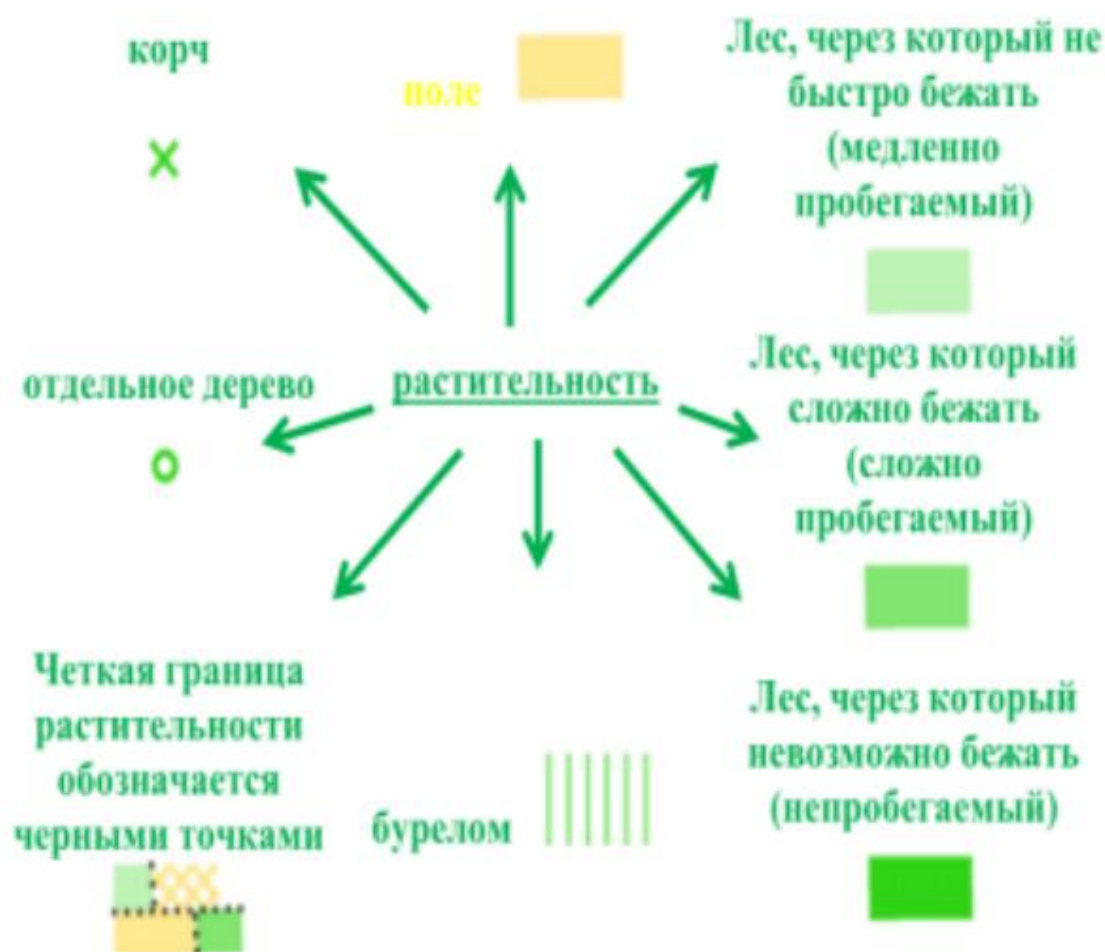 корч
поле
Лес, через который не
быстро бежать
(медленно
пробегаемый)
отдельное дерево
растительность
Лес, через который
сложно бежать
(сложно
пробегаемый)
Четкая граница
растительности
обозначается
черными точками
бурелом
Лес, через который
невозможно бежать
(непробегаемый)